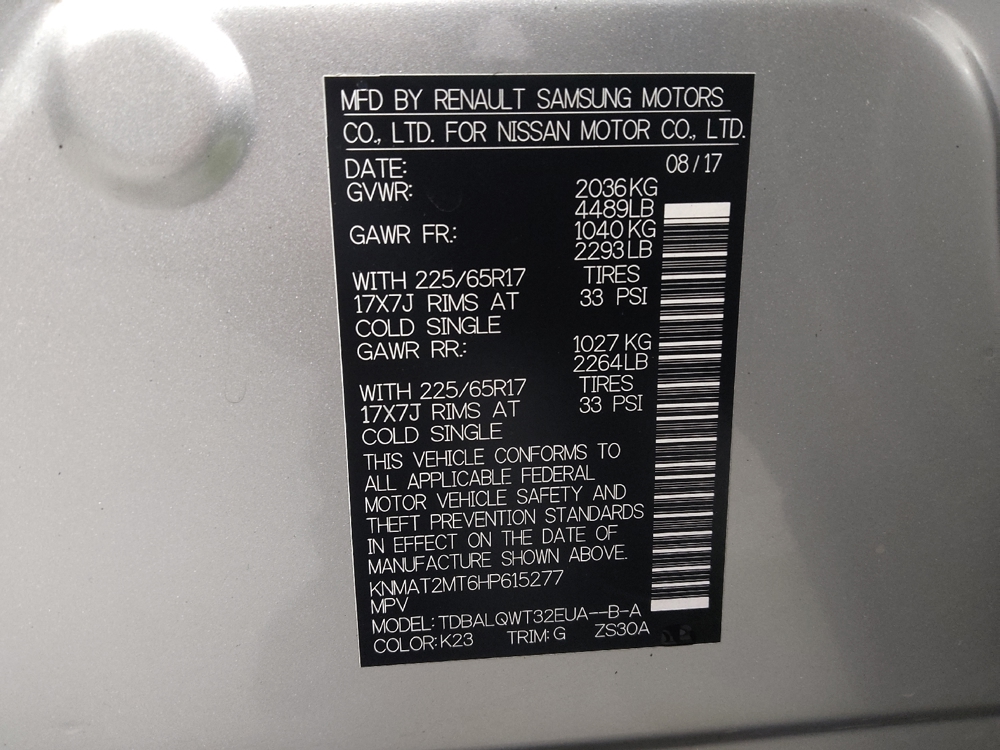 MFD BY RENAULT SAMSUNG MOTORS
CO., LTD. FOR NISSAN MOTOR CO., LTD.
DATE: 08/17
GVWR: 2036KG
4489LB
GAWR FR.: 1040KG
2293LB
WITH 225/65R17 TIRES
17X7J RIMS AT 33 PSI
COLD SINGLE
GAWR RR.: 1027KG
2264LB
WITH 225/65R17 TIRES
17X7J RIMS AT 33 PSI
COLD SINGLE
THIS VEHICLE CONFORMS TO
ALL APPLICABLE FEDERAL
MOTOR VEHICLE SAFETY AND
THEFT PREVENTION STANDARDS
IN EFFECT ON THE DATE OF
MANUFACTURE SHOWN ABOVE.
KNMAT2MT6HP615277
MPV
MODEL: TDBALQWT32EUA--B-A
COLOR: K23 TRIM: G ZS30A